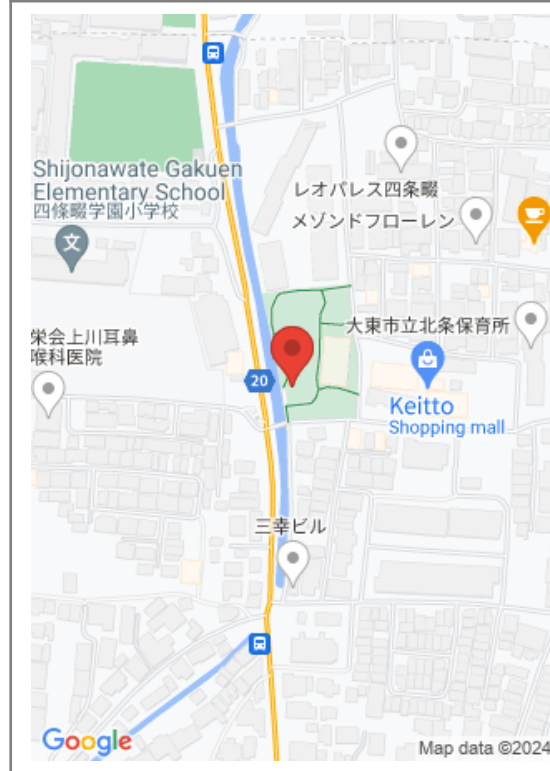 Shijonawate Gakuen
Elementary School
四條畷学園小学校
文
レオパレス四条畷
メゾンドフローレン
栄会上川耳鼻
喉科医院
大東市立北条保育所
20
Keitto
Shopping mall
三幸ビル
Google
Map data ©2024